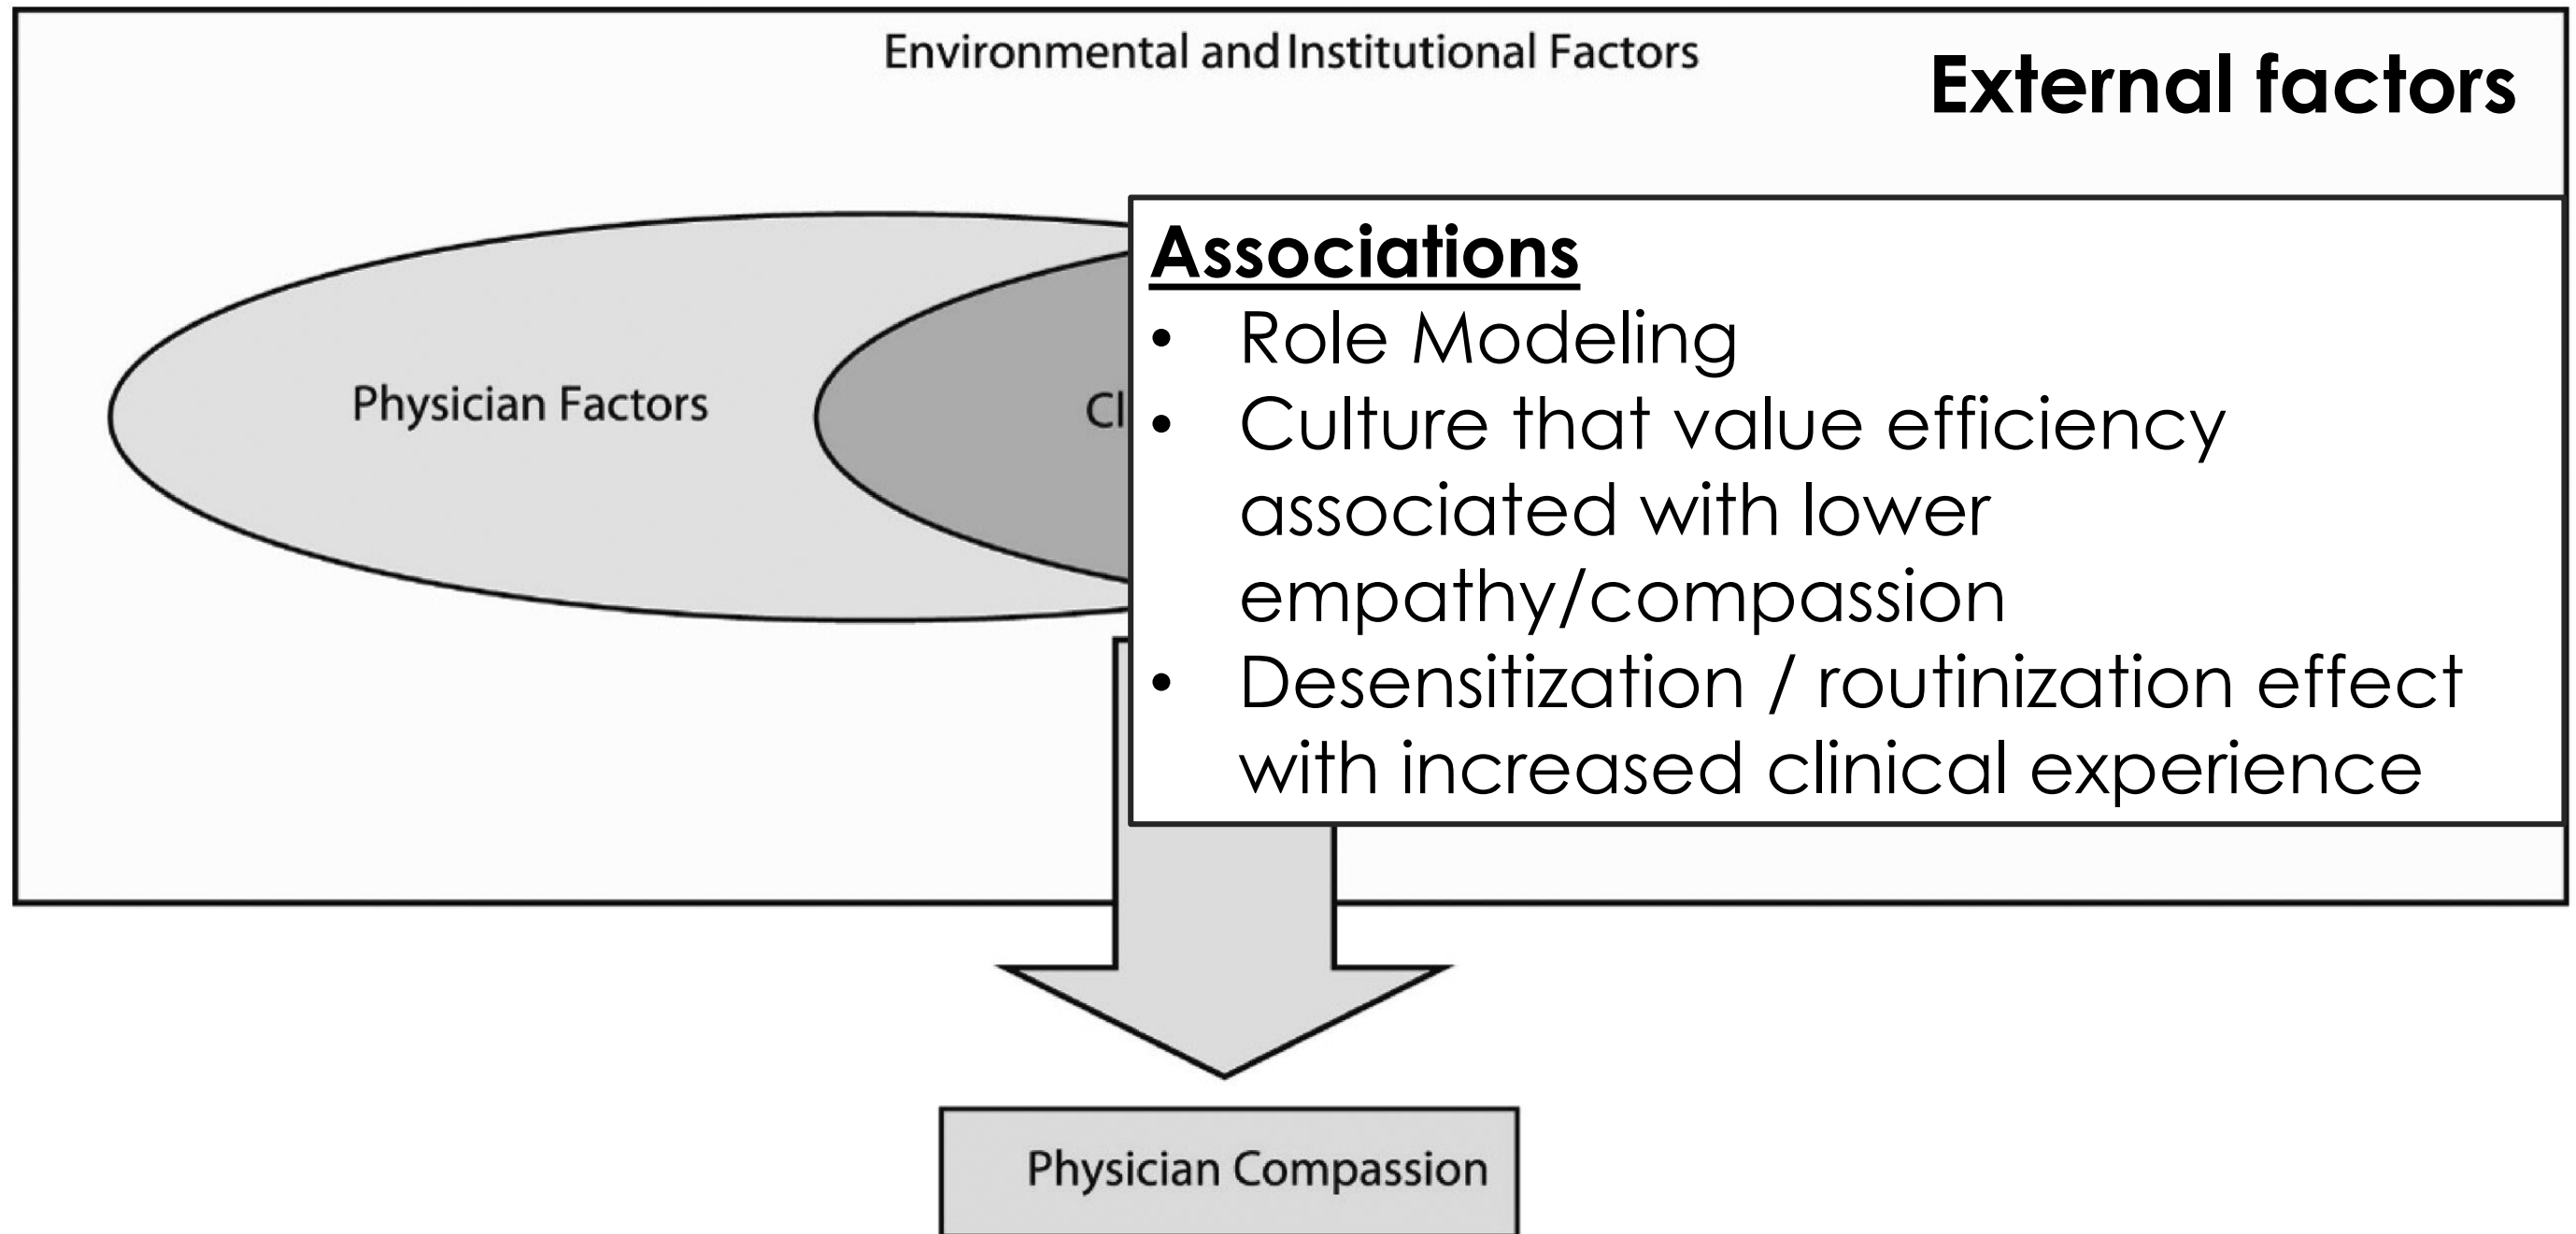 Environmental and Institutional Factors
External factors
Physician Factors
Cl
Associations
• Role Modeling
• Culture that value efficiency
associated with lower
empathy/compassion
• Desensitization / routinization effect
with increased clinical experience
Physician Compassion